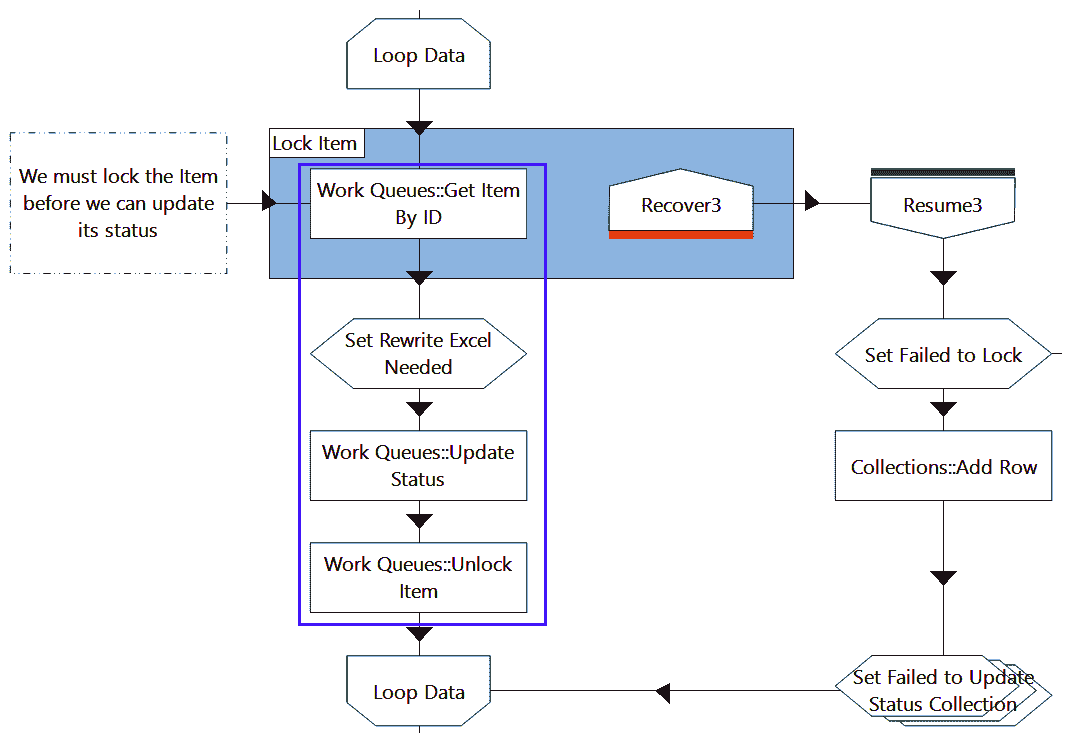 Loop Data
Lock Item
We must lock the Item
before we can update
its status
Work Queues::Get Item
By ID
Recover3
Resume3
Set Rewrite Excel
Needed
Set Failed to Lock
Work Queues::Update
Status
Collections::Add Row
Work Queues::Unlock
Item
Loop Data
Set Failed to Update
Status Collection